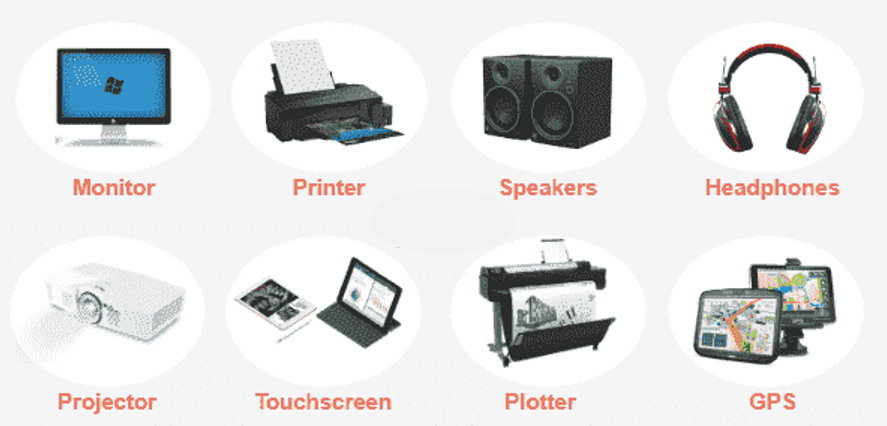 Monitor
Printer
Speakers
Headphones
Projector
Touchscreen
Plotter
GPS